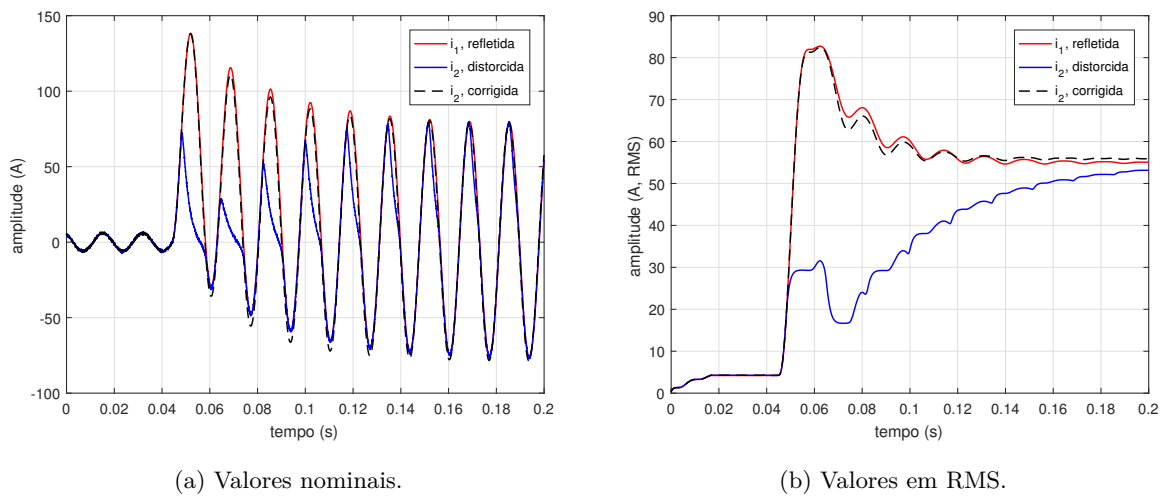 150
100
50
0
-50
-100
amplitude (A)
0 0.02 0.04 0.06 0.08 0.1 0.12 0.14 0.16 0.18 0.2
tempo (s)
i1, refletida
i2, distorcida
i2, corrigida
(a) Valores nominais.
90
80
70
60
50
40
30
20
10
0
amplitude (A, RMS)
0 0.02 0.04 0.06 0.08 0.1 0.12 0.14 0.16 0.18 0.2
tempo (s)
i1, refletida
i2, distorcida
i2, corrigida
(b) Valores em RMS.